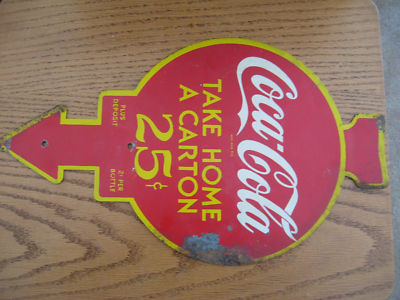 Coca-Cola
TAKE HOME
A CARTON
25¢
PLUS
DEPOSIT
2¢ PER
BOTTLE